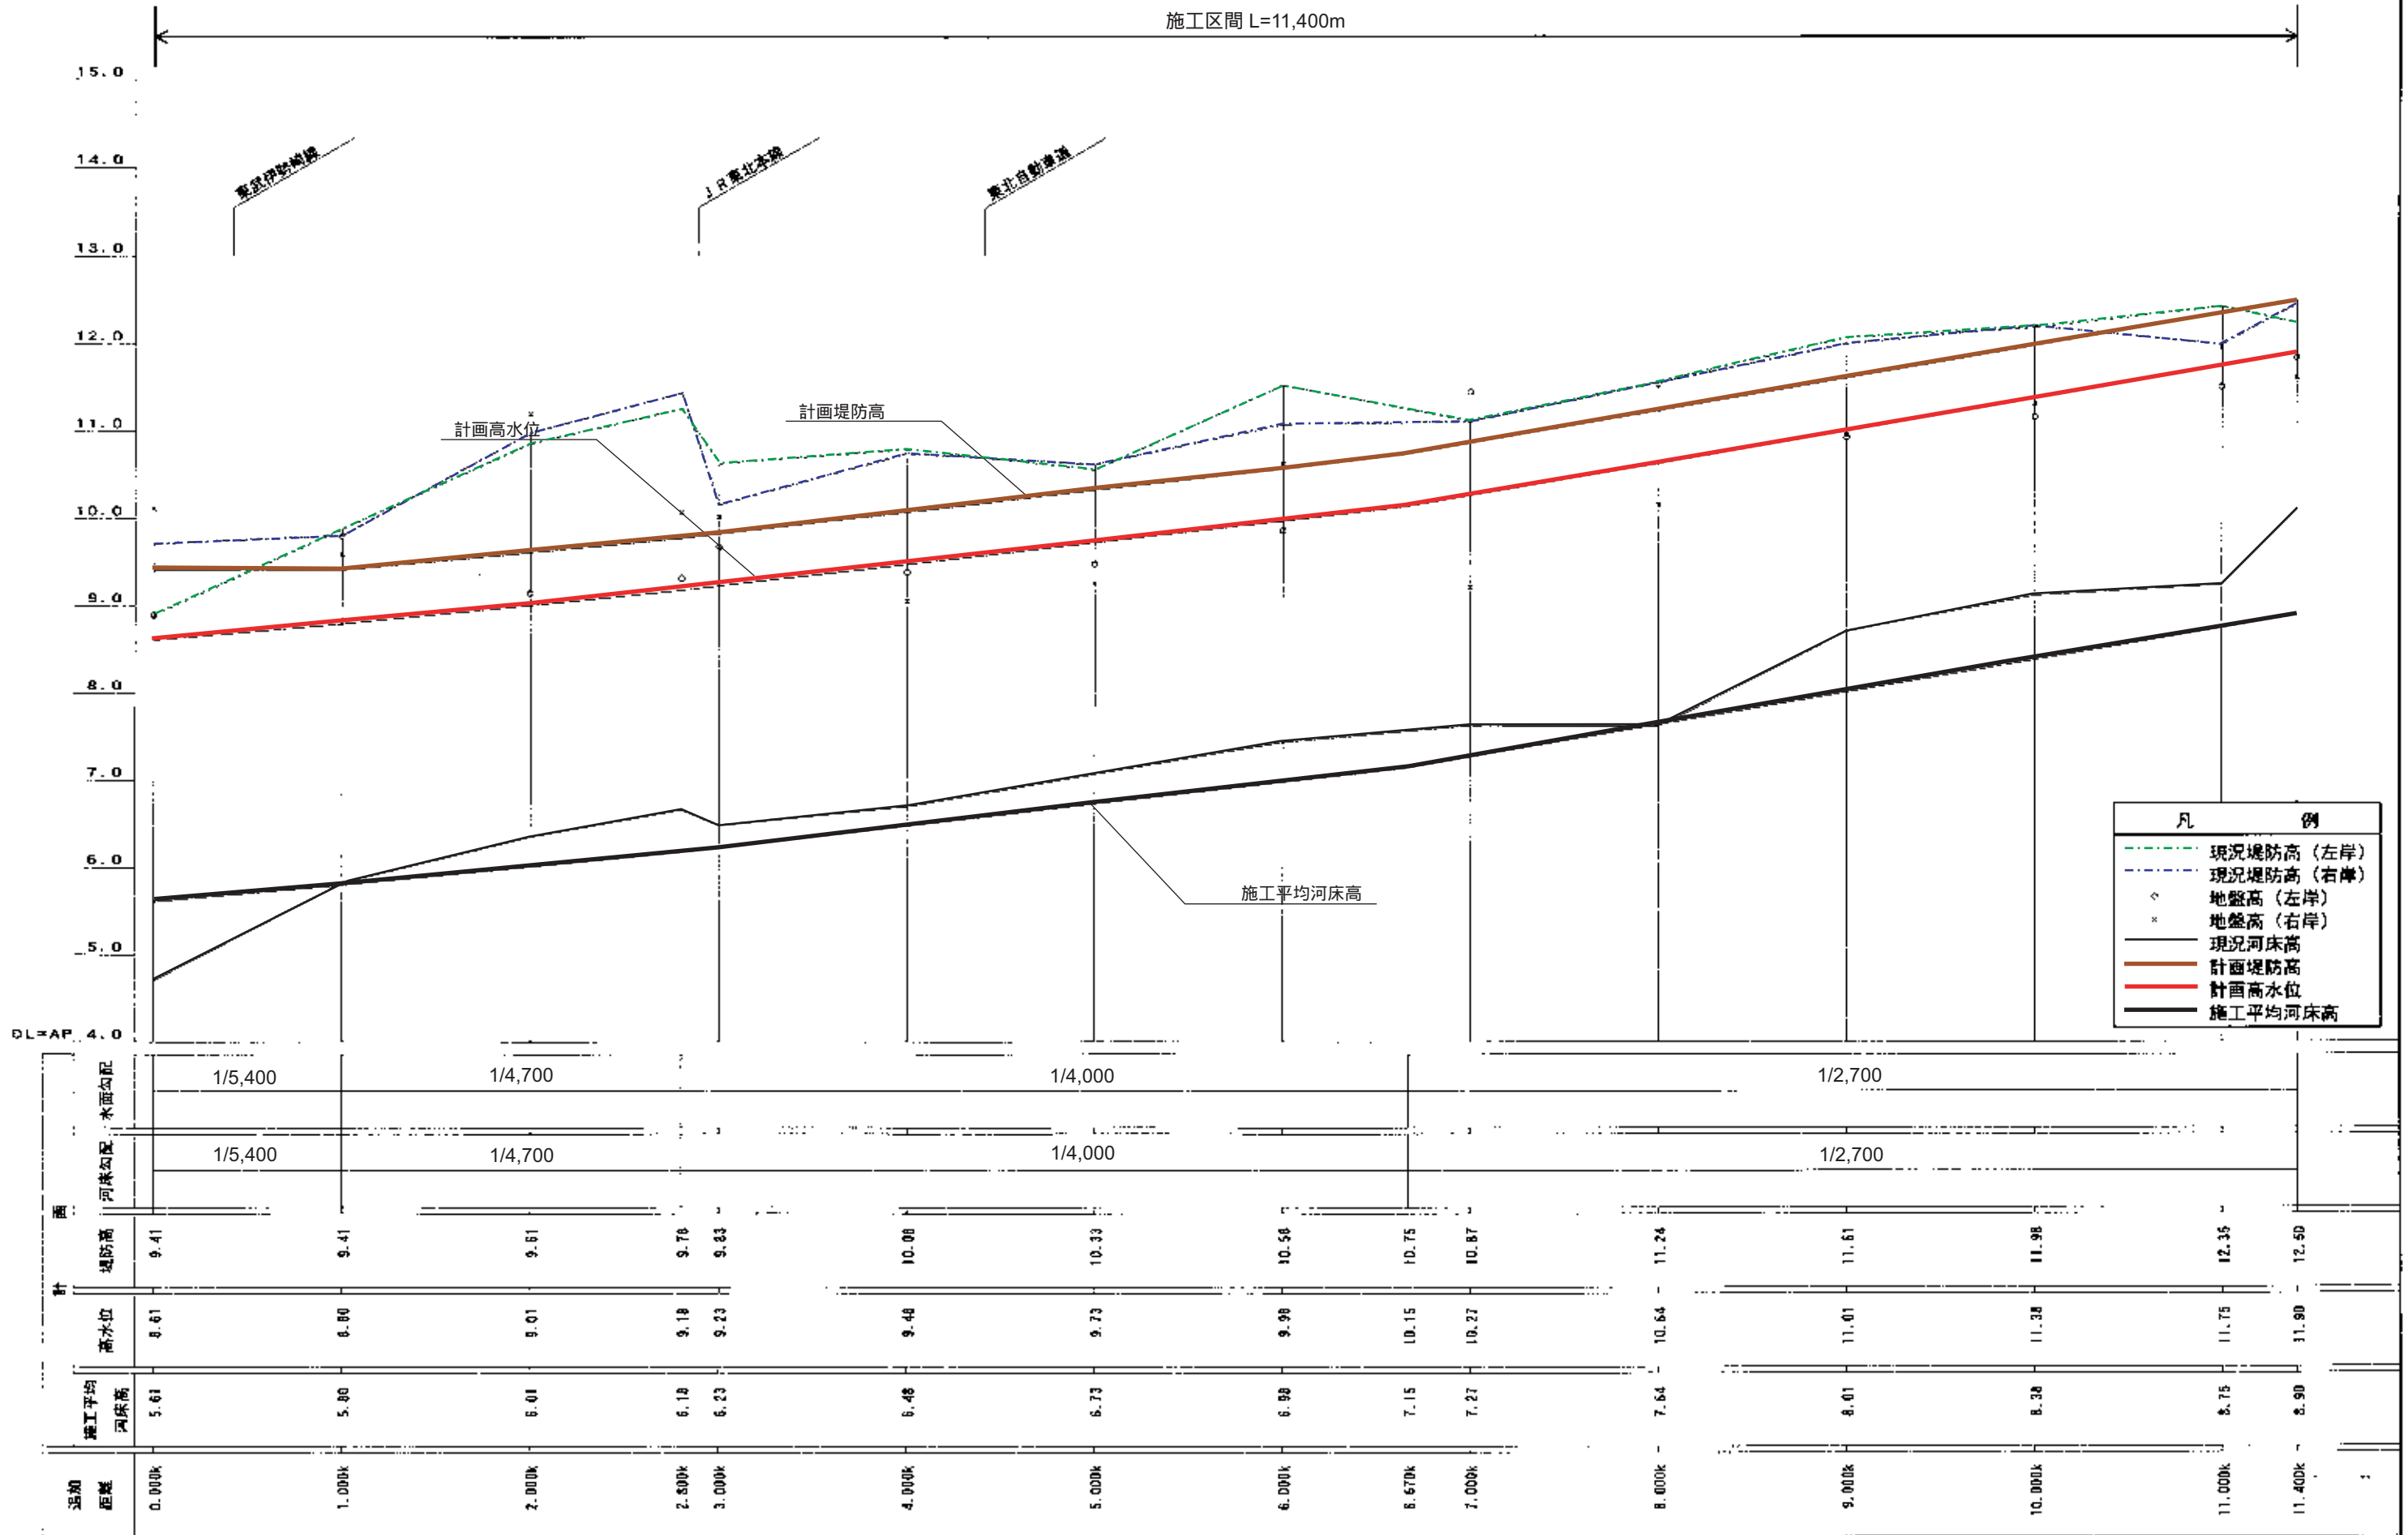 施工区間 L=11,400m
15.0
14.0
13.0
12.0
11.0
10.0
9.0
8.0
7.0
6.0
5.0
DL=AP 4.0
東武伊勢崎線
JR東北本線
東北自動車道
計画高水位
計画堤防高
施工平均河床高
凡 例
現況堤防高（左岸）
現況堤防高（右岸）
地盤高（左岸）
地盤高（右岸）
現況河床高
計画堤防高
計画高水位
施工平均河床高
計画
水面勾配 1/5,400 1/4,700 1/4,000 1/2,700
河床勾配 1/5,400 1/4,700 1/4,000 1/2,700
堤防高 9.41 9.41 9.61 9.78 9.83 10.08 10.33 10.58 10.75 10.87 11.24 11.61 11.98 12.35 12.50
高水位 8.61 8.80 9.01 9.18 9.23 9.48 9.73 9.98 10.15 10.27 10.64 11.01 11.38 11.75 11.90
施工平均河床高 5.61 5.80 6.01 6.18 6.23 6.48 6.73 6.98 7.15 7.27 7.64 8.01 8.38 8.75 8.90
追加距離 0.000k 1.000k 2.000k 2.800k 3.000k 4.000k 5.000k 6.000k 6.670k 7.000k 8.000k 9.000k 10.000k 11.000k 11.400k